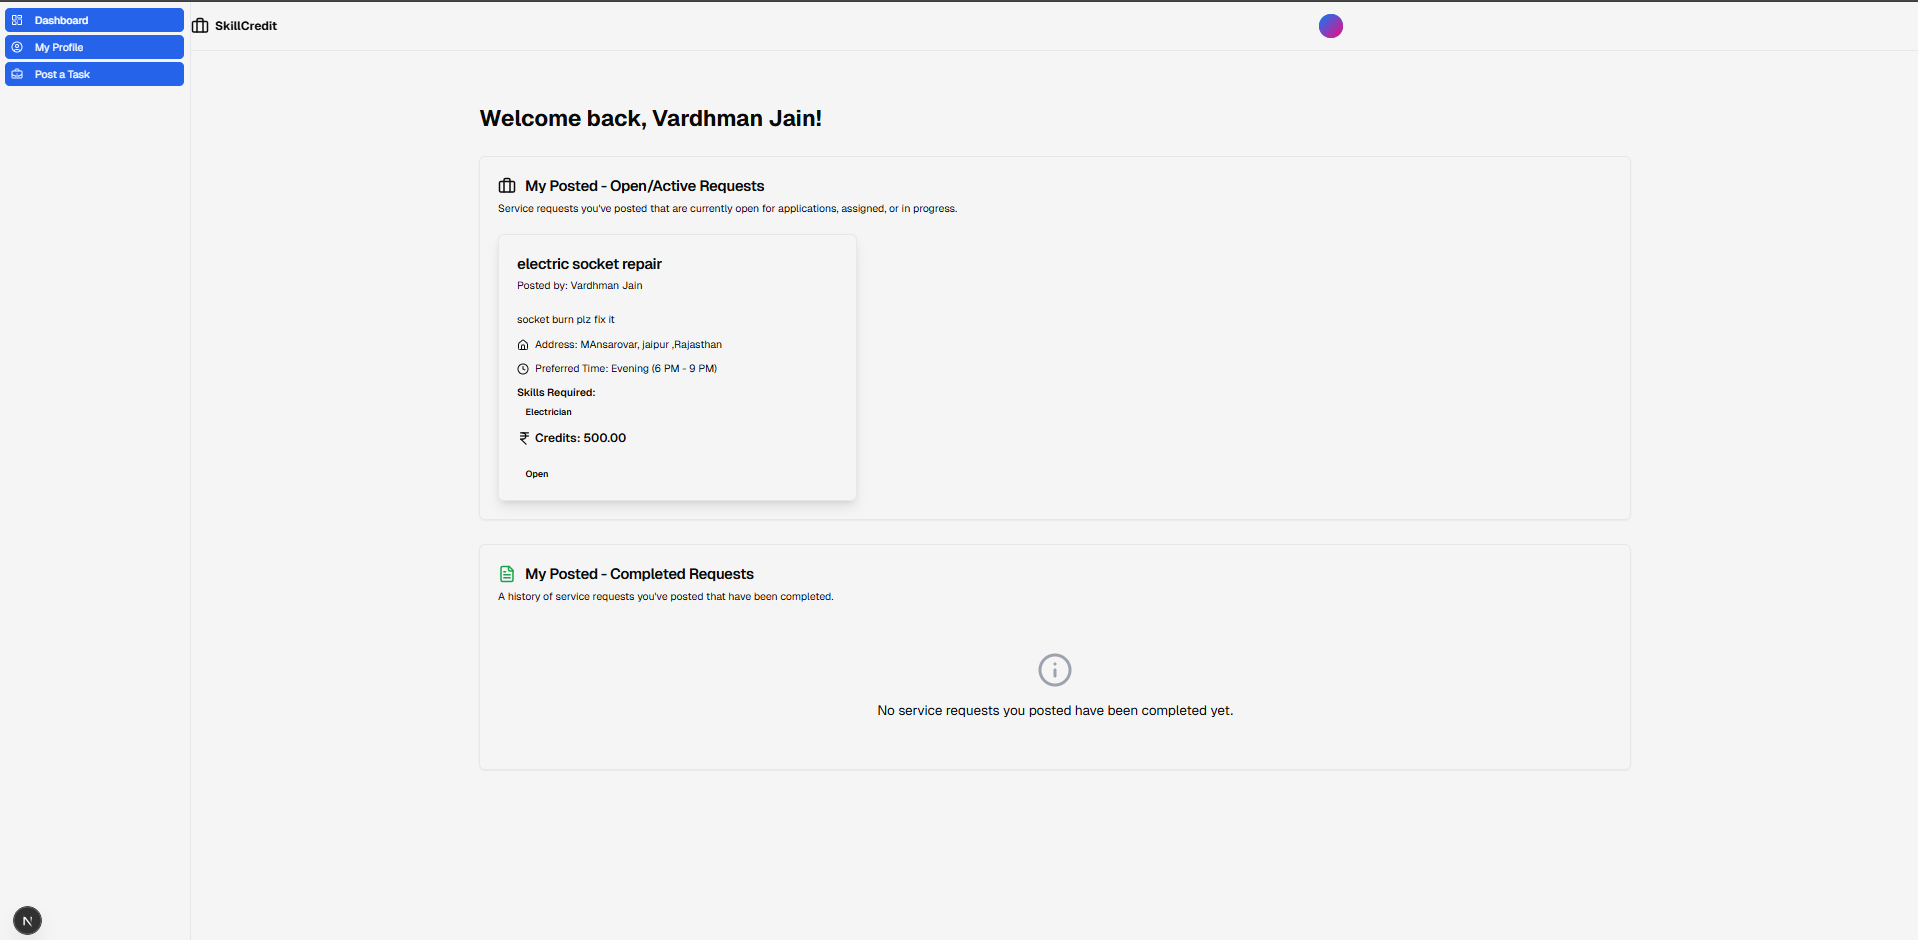 Dashboard
My Profile
Post a Task
SkillCredit
Welcome back, Vardhman Jain!
My Posted - Open/Active Requests
Service requests you've posted that are currently open for applications, assigned, or in progress.
electric socket repair
Posted by: Vardhman Jain
socket burn plz fix it
Address: MAnsarovar, jaipur ,Rajasthan
Preferred Time: Evening (6 PM - 9 PM)
Skills Required:
Electrician
₹ Credits: 500.00
Open
My Posted - Completed Requests
A history of service requests you've posted that have been completed.
No service requests you posted have been completed yet.
N